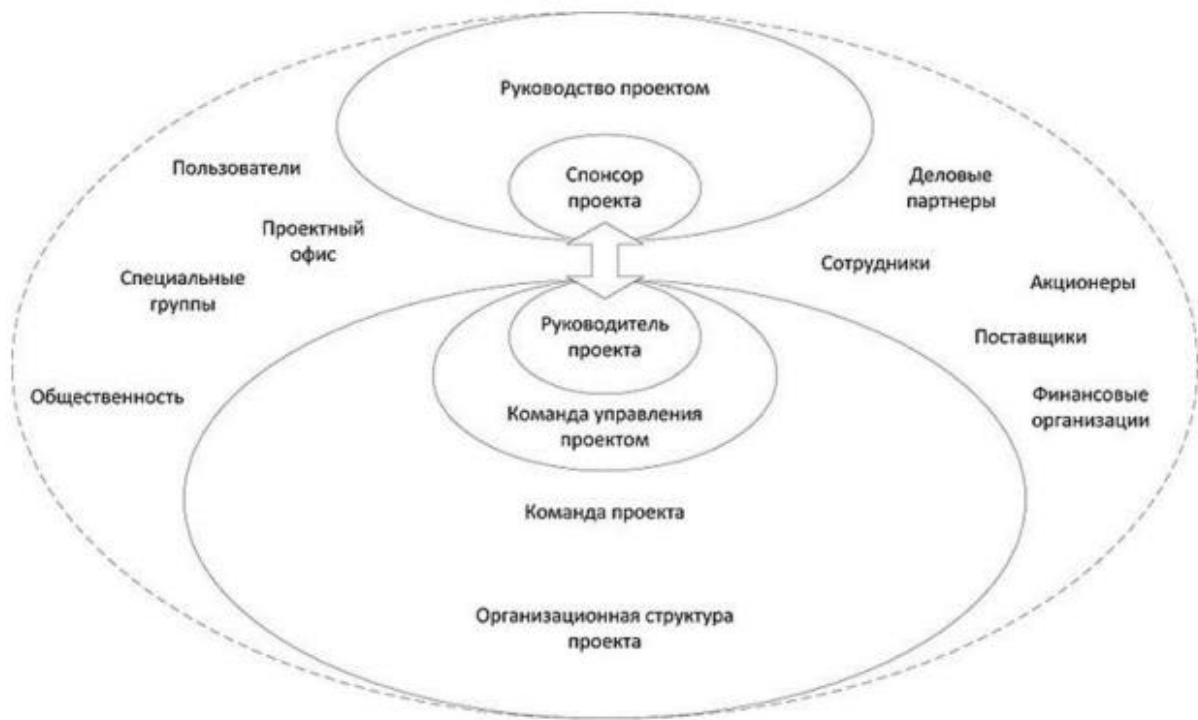 Руководство проектом
Пользователи
Спонсор
проекта
Деловые
партнеры
Проектный
офис
Сотрудники
Специальные
группы
Акционеры
Руководитель
проекта
Поставщики
Общественность
Финансовые
организации
Команда управления
проектом
Команда проекта
Организационная структура
проекта